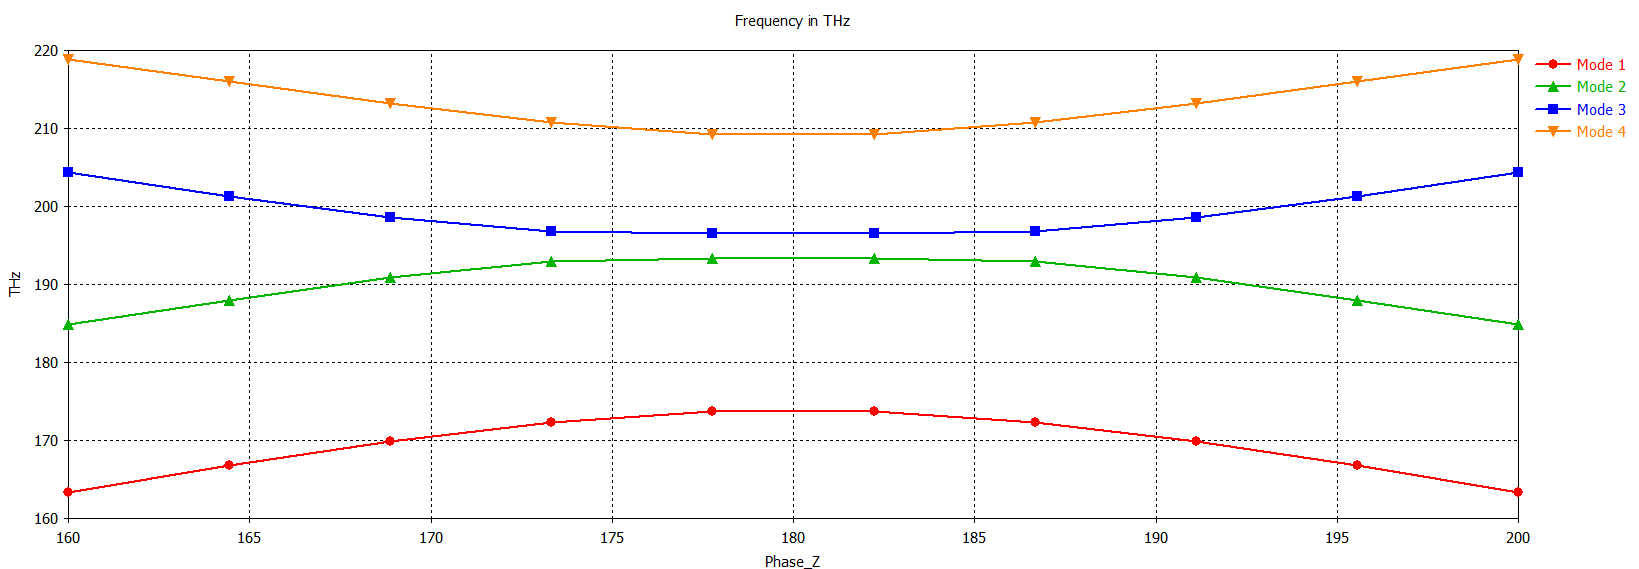 Frequency in THz
220
210
200
190
180
170
160
THz
160 165 170 175 180 185 190 195 200
Phase_Z
Mode 1
Mode 2
Mode 3
Mode 4